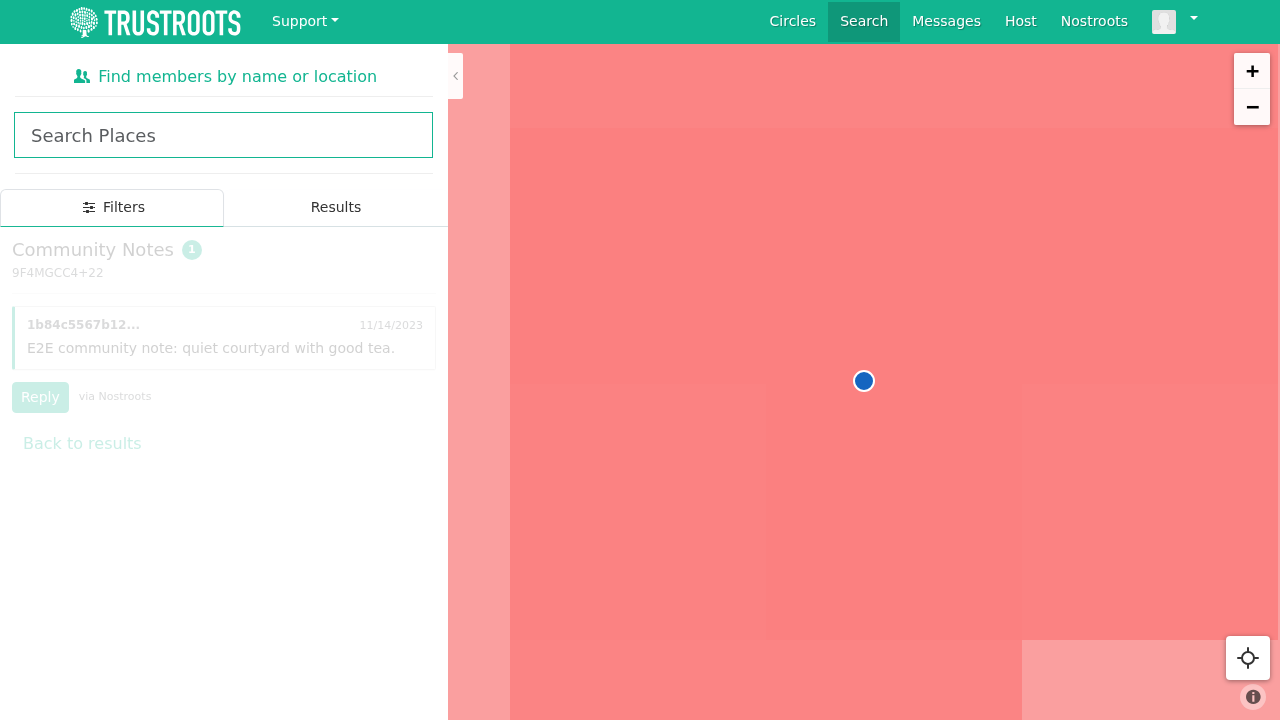 TRUSTROOTS
Support
Circles
Search
Messages
Host
Nostroots
Find members by name or location
Search Places
Filters
Results
Community Notes 1
9F4MGCC4+22
1b84c5567b12...
11/14/2023
E2E community note: quiet courtyard with good tea.
Reply
via Nostroots
Back to results
+
−